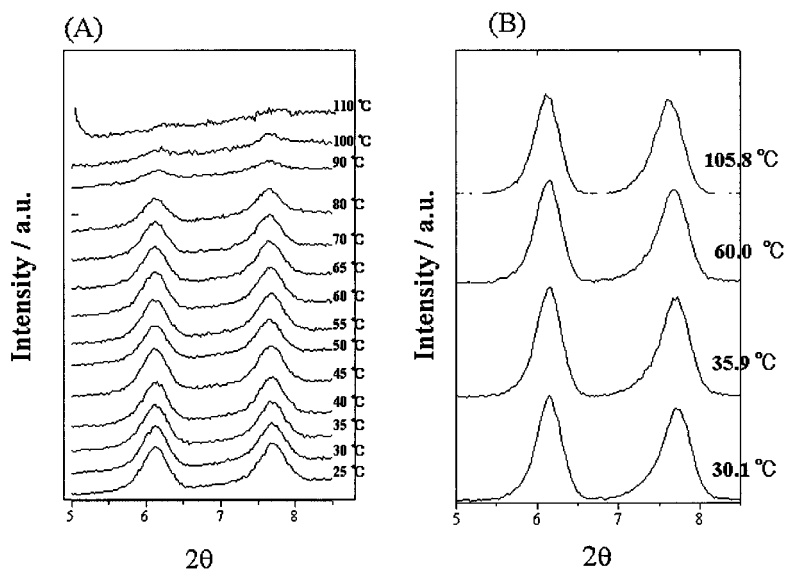 (A)
Intensity / a.u.
110 ℃
100 ℃
90 ℃
80 ℃
70 ℃
65 ℃
60 ℃
55 ℃
50 ℃
45 ℃
40 ℃
35 ℃
30 ℃
25 ℃
5 6 7 8
2θ
(B)
Intensity / a.u.
105.8 °C
60.0 °C
35.9 °C
30.1 °C
5 6 7 8
2θ